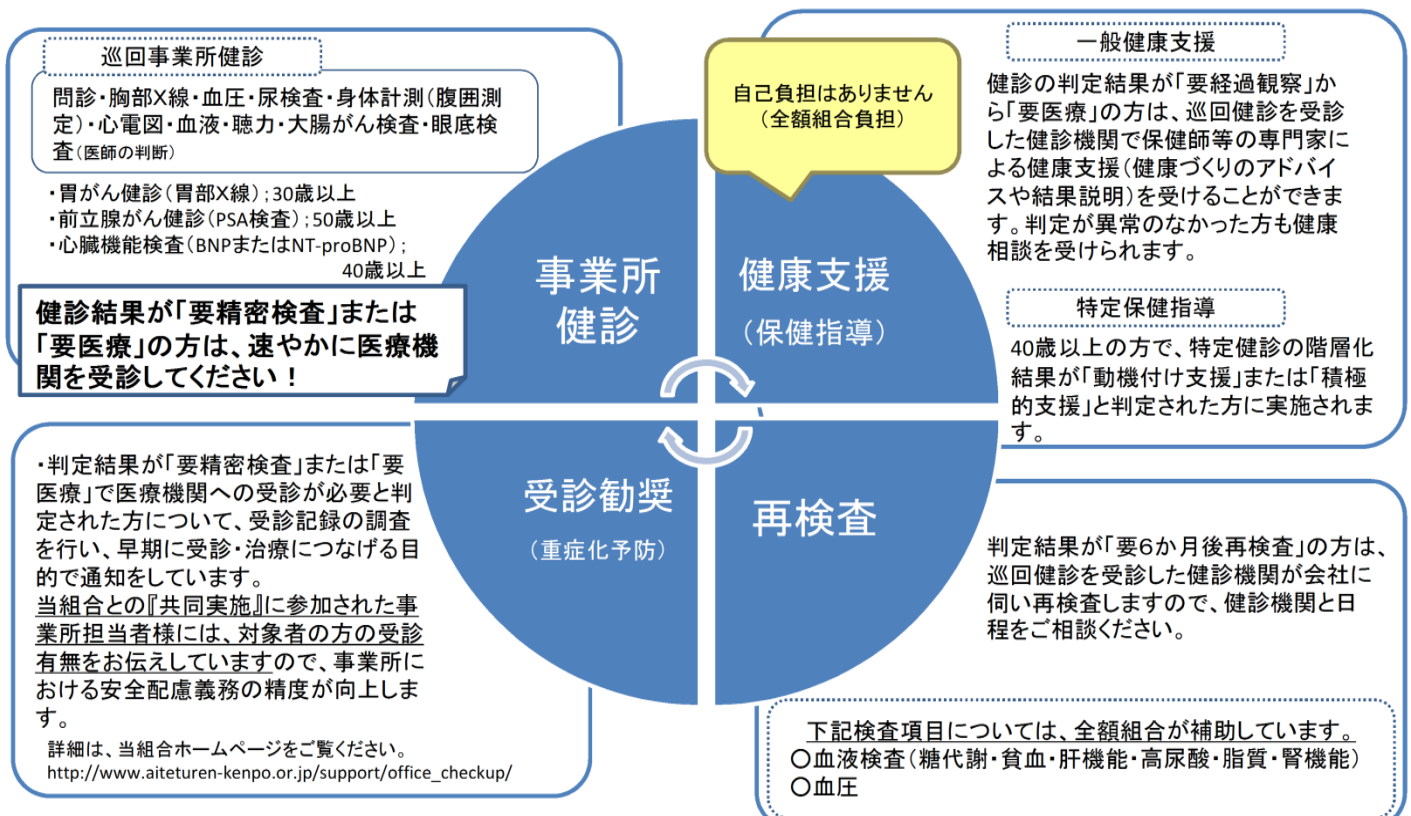 巡回事業所健診
問診・胸部X線・血圧・尿検査・身体計測(腹囲測
定)・心電図・血液・聴力・大腸がん検査・眼底検
査(医師の判断)
・胃がん健診(胃部X線);30歳以上
・前立腺がん健診(PSA検査);50歳以上
・心臓機能検査(BNPまたはNT-proBNP);
40歳以上
健診結果が「要精密検査」または
「要医療」の方は、速やかに医療機
関を受診してください！
自己負担はありません
(全額組合負担)
一般健康支援
健診の判定結果が「要経過観察」か
ら「要医療」の方は、巡回健診を受診
した健診機関で保健師等の専門家に
よる健康支援(健康づくりのアドバイ
スや結果説明)を受けることができま
す。判定が異常のなかった方も健康
相談を受けられます。
特定保健指導
40歳以上の方で、特定健診の階層化
結果が「動機付け支援」または「積極
的支援」と判定された方に実施されま
す。
事業所
健診
健康支援
(保健指導)
受診勧奨
(重症化予防)
再検査
・判定結果が「要精密検査」または「要
医療」で医療機関への受診が必要と判
定された方について、受診記録の調査
を行い、早期に受診・治療につなげる目
的で通知をしています。
当組合との『共同実施』に参加された事
業所担当者様には、対象者の方の受診
有無をお伝えしていますので、事業所に
おける安全配慮義務の精度が向上しま
す。
詳細は、当組合ホームページをご覧ください。
http://www.aiteturen-kenpo.or.jp/support/office_checkup/
判定結果が「要６か月後再検査」の方は、
巡回健診を受診した健診機関が会社に
伺い再検査しますので、健診機関と日
程をご相談ください。
下記検査項目については、全額組合が補助しています。
○血液検査(糖代謝・貧血・肝機能・高尿酸・脂質・腎機能)
○血圧